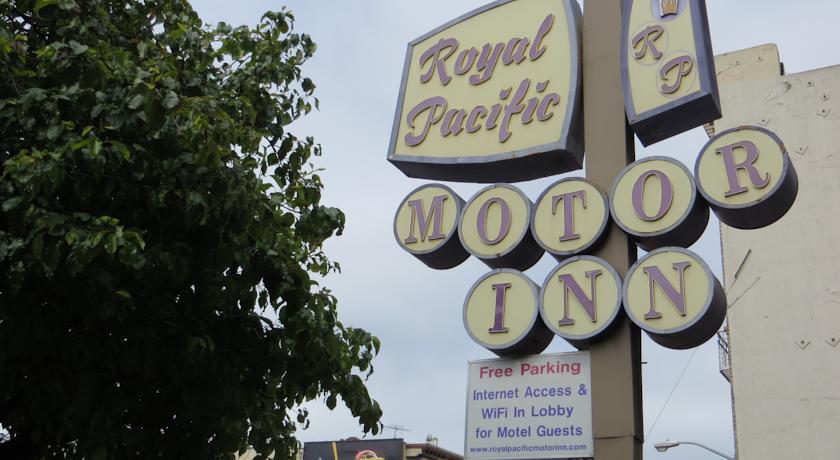 Royal
Pacific
R
P
MOTOR
INN
Free Parking
Internet Access &
WiFi In Lobby
for Motel Guests
www.royalpacificmotorinn.com